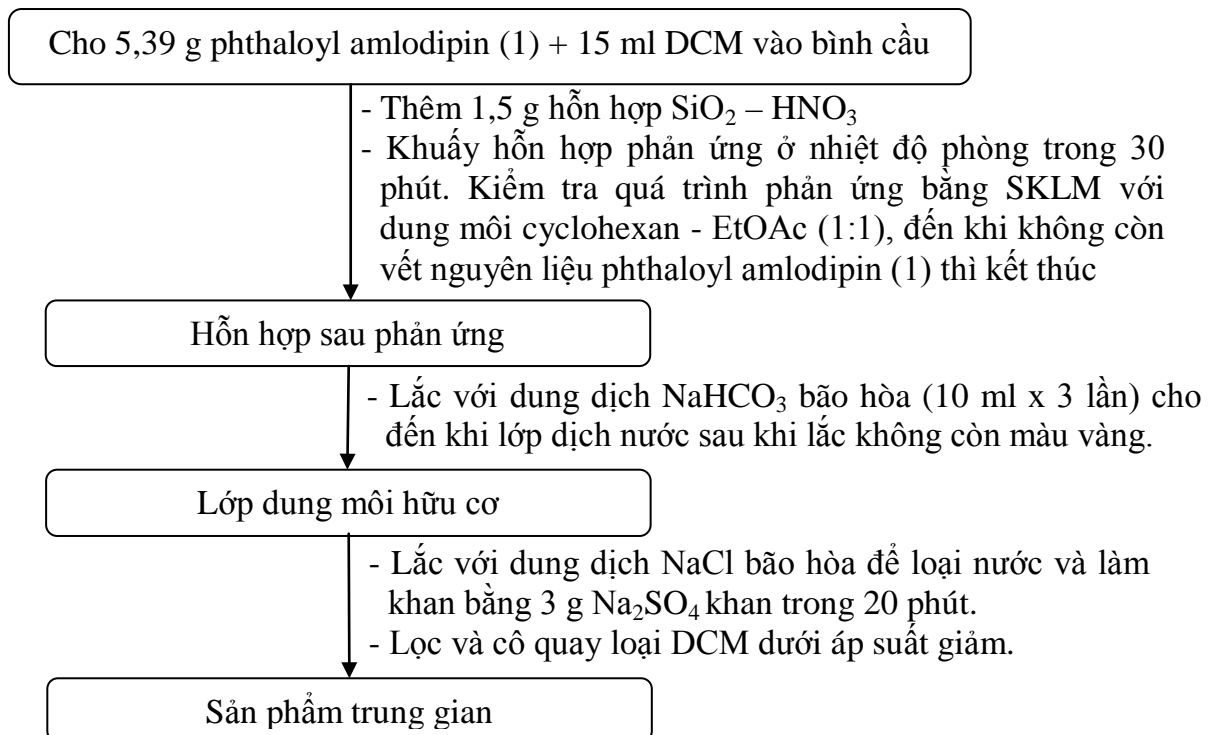 Cho 5,39 g phthaloyl amlodipin (1) + 15 ml DCM vào bình cầu
- Thêm 1,5 g hỗn hợp SiO₂ – HNO₃
- Khuấy hỗn hợp phản ứng ở nhiệt độ phòng trong 30
phút. Kiểm tra quá trình phản ứng bằng SKLM với
dung môi cyclohexan - EtOAc (1:1), đến khi không còn
vết nguyên liệu phthaloyl amlodipin (1) thì kết thúc
Hỗn hợp sau phản ứng
- Lắc với dung dịch NaHCO₃ bão hòa (10 ml x 3 lần) cho
đến khi lớp dịch nước sau khi lắc không còn màu vàng.
Lớp dung môi hữu cơ
- Lắc với dung dịch NaCl bão hòa để loại nước và làm
khan bằng 3 g Na₂SO₄ khan trong 20 phút.
- Lọc và cô quay loại DCM dưới áp suất giảm.
Sản phẩm trung gian